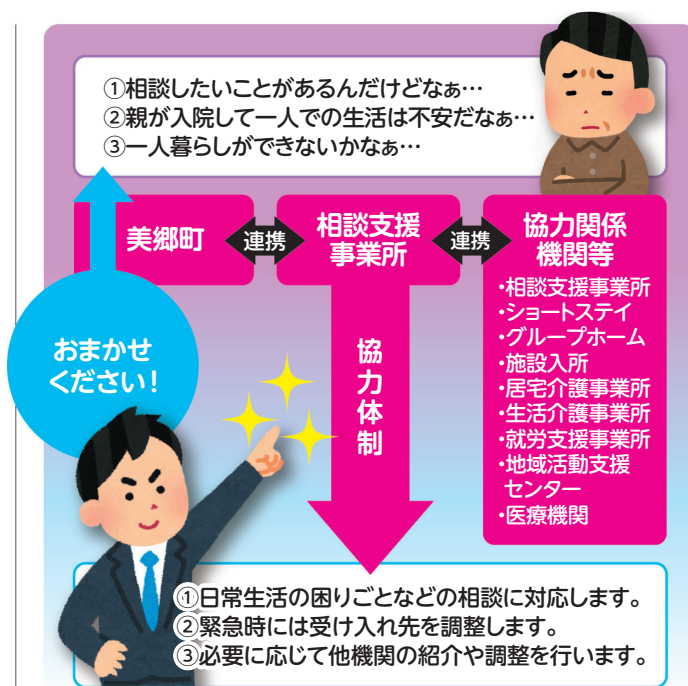 ①相談したいことがあるんだけどなぁ…
②親が入院して一人での生活は不安だなぁ…
③一人暮らしができないかなぁ…
美郷町
連携
相談支援
事業所
連携
協力関係
機関等
・相談支援事業所
・ショートステイ
・グループホーム
・施設入所
・居宅介護事業所
・生活介護事業所
・就労支援事業所
・地域活動支援
センター
・医療機関
おまかせ
ください!
協力体制
①日常生活の困りごとなどの相談に対応します。
②緊急時には受け入れ先を調整します。
③必要に応じて他機関の紹介や調整を行います。